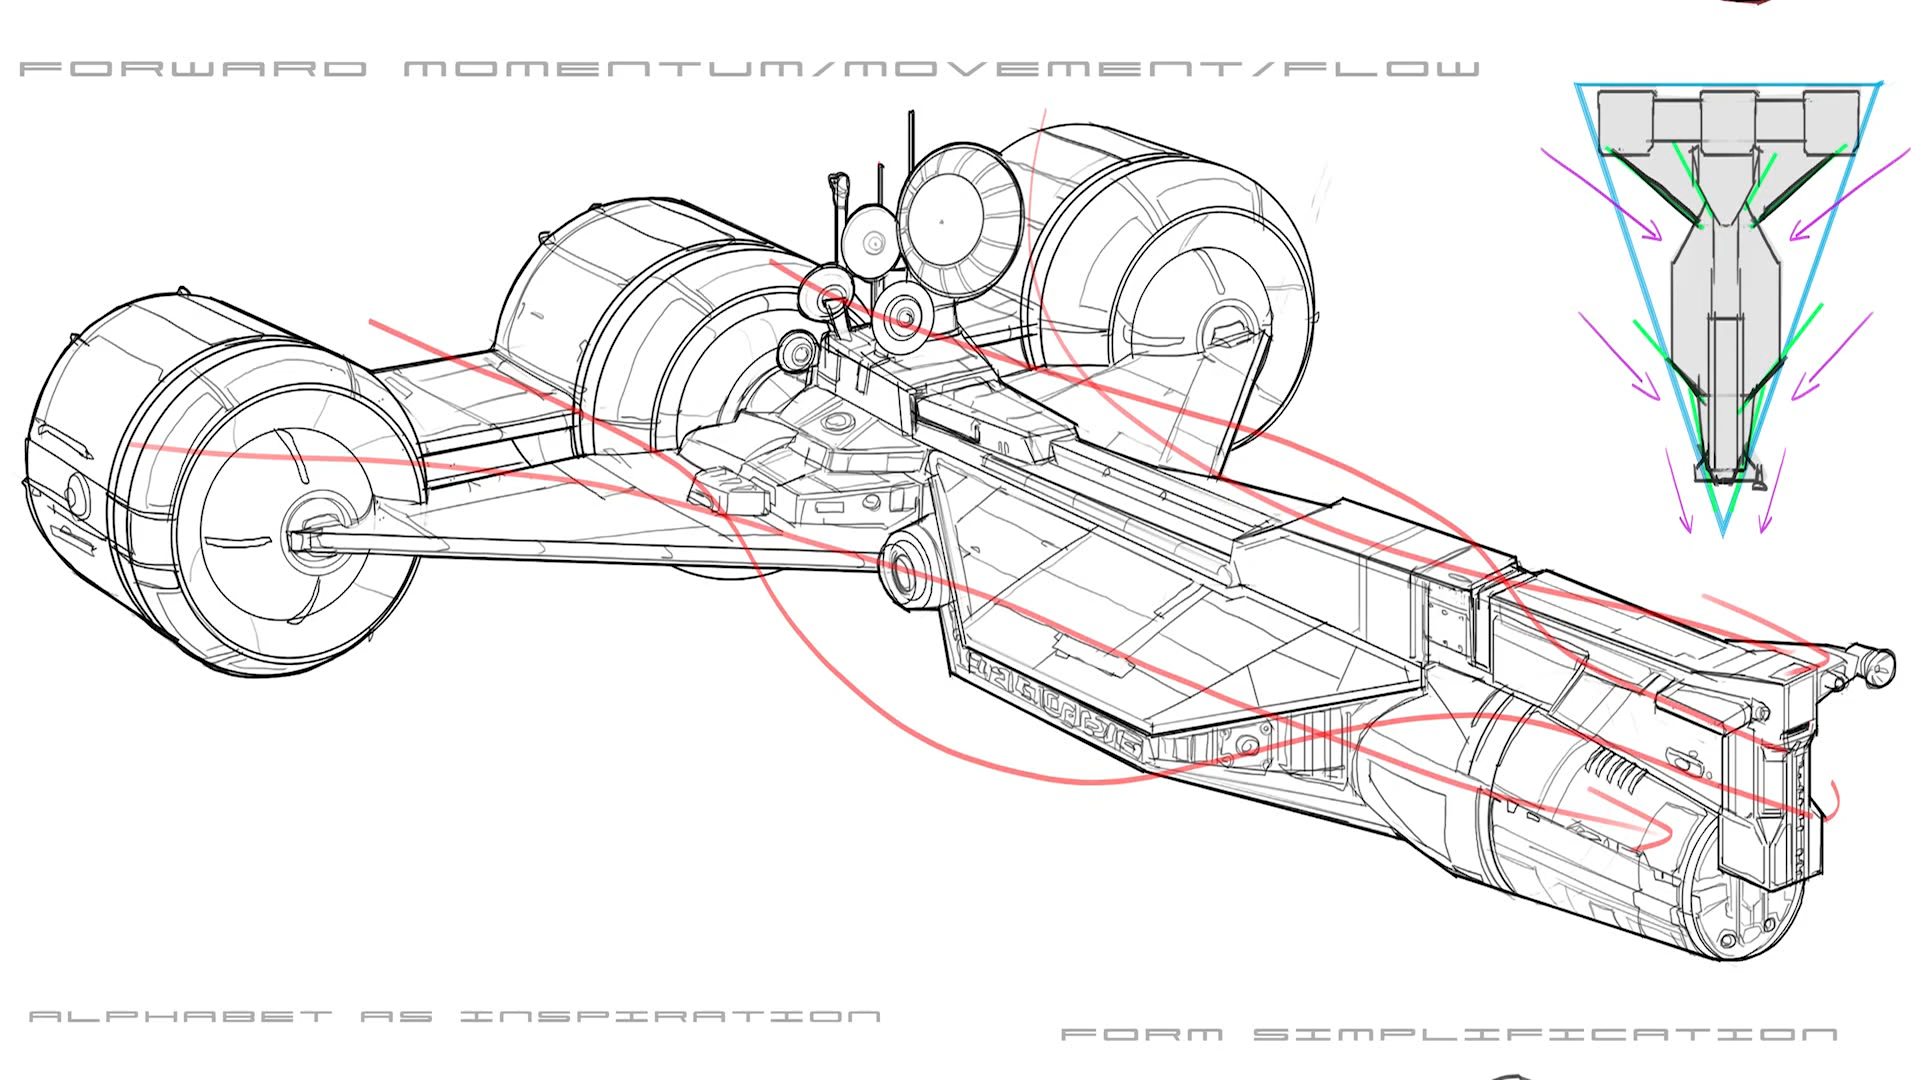 FORWARD MOMENTUM/MOVEMENT/FLOW
ALPHABET AS INSPIRATION
FORM SIMPLIFICATION